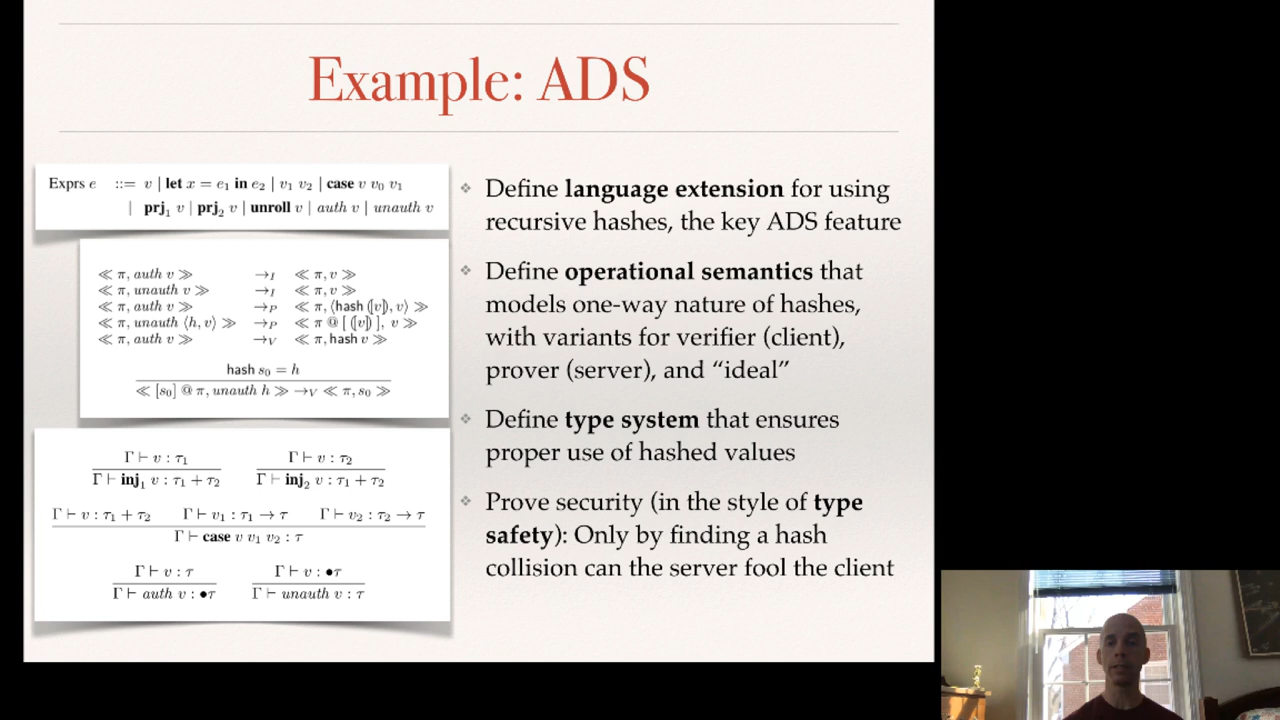 Example: ADS
Exprs e ::= v | let x = e₁ in e₂ | v₁ v₂ | case v v₀ v₁
| prj₁ v | prj₂ v | unroll v | auth v | unauth v
≪ π, auth v ≫ →I ≪ π, v ≫
≪ π, unauth v ≫ →I ≪ π, v ≫
≪ π, auth v ≫ →P ≪ π, ⟨hash ⦇v⦈, v⟩ ≫
≪ π, unauth ⟨h, v⟩ ≫ →P ≪ π @ [ ⦇v⦈ ], v ≫
≪ π, auth v ≫ →V ≪ π, hash v ≫
hash s₀ = h
≪ [s₀] @ π, unauth h ≫ →V ≪ π, s₀ ≫
Γ ⊢ v : τ₁ Γ ⊢ v : τ₂
Γ ⊢ inj₁ v : τ₁ + τ₂ Γ ⊢ inj₂ v : τ₁ + τ₂
Γ ⊢ v : τ₁ + τ₂ Γ ⊢ v₁ : τ₁ → τ Γ ⊢ v₂ : τ₂ → τ
Γ ⊢ case v v₁ v₂ : τ
Γ ⊢ v : τ Γ ⊢ v : •τ
Γ ⊢ auth v : •τ Γ ⊢ unauth v : τ
❖ Define language extension for using
recursive hashes, the key ADS feature
❖ Define operational semantics that
models one-way nature of hashes,
with variants for verifier (client),
prover (server), and “ideal”
❖ Define type system that ensures
proper use of hashed values
❖ Prove security (in the style of type
safety): Only by finding a hash
collision can the server fool the client